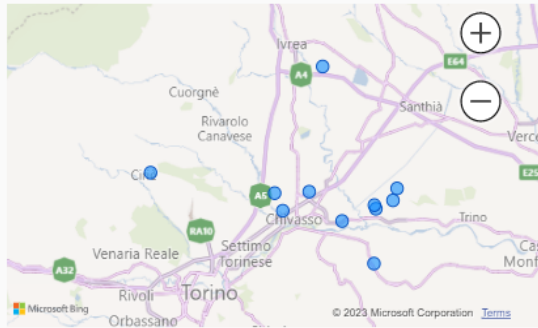 Ivrea
+
E64
A4
Cuorgnè
Santhià
−
Rivarolo
Canavese
Verce
E25
Ciriè
A5
Chivasso
Trino
RA10
Settimo
Torinese
Venaria Reale
Cas
Monf
A32
Rivoli
Torino
Microsoft Bing
© 2023 Microsoft Corporation Terms
Orbassano